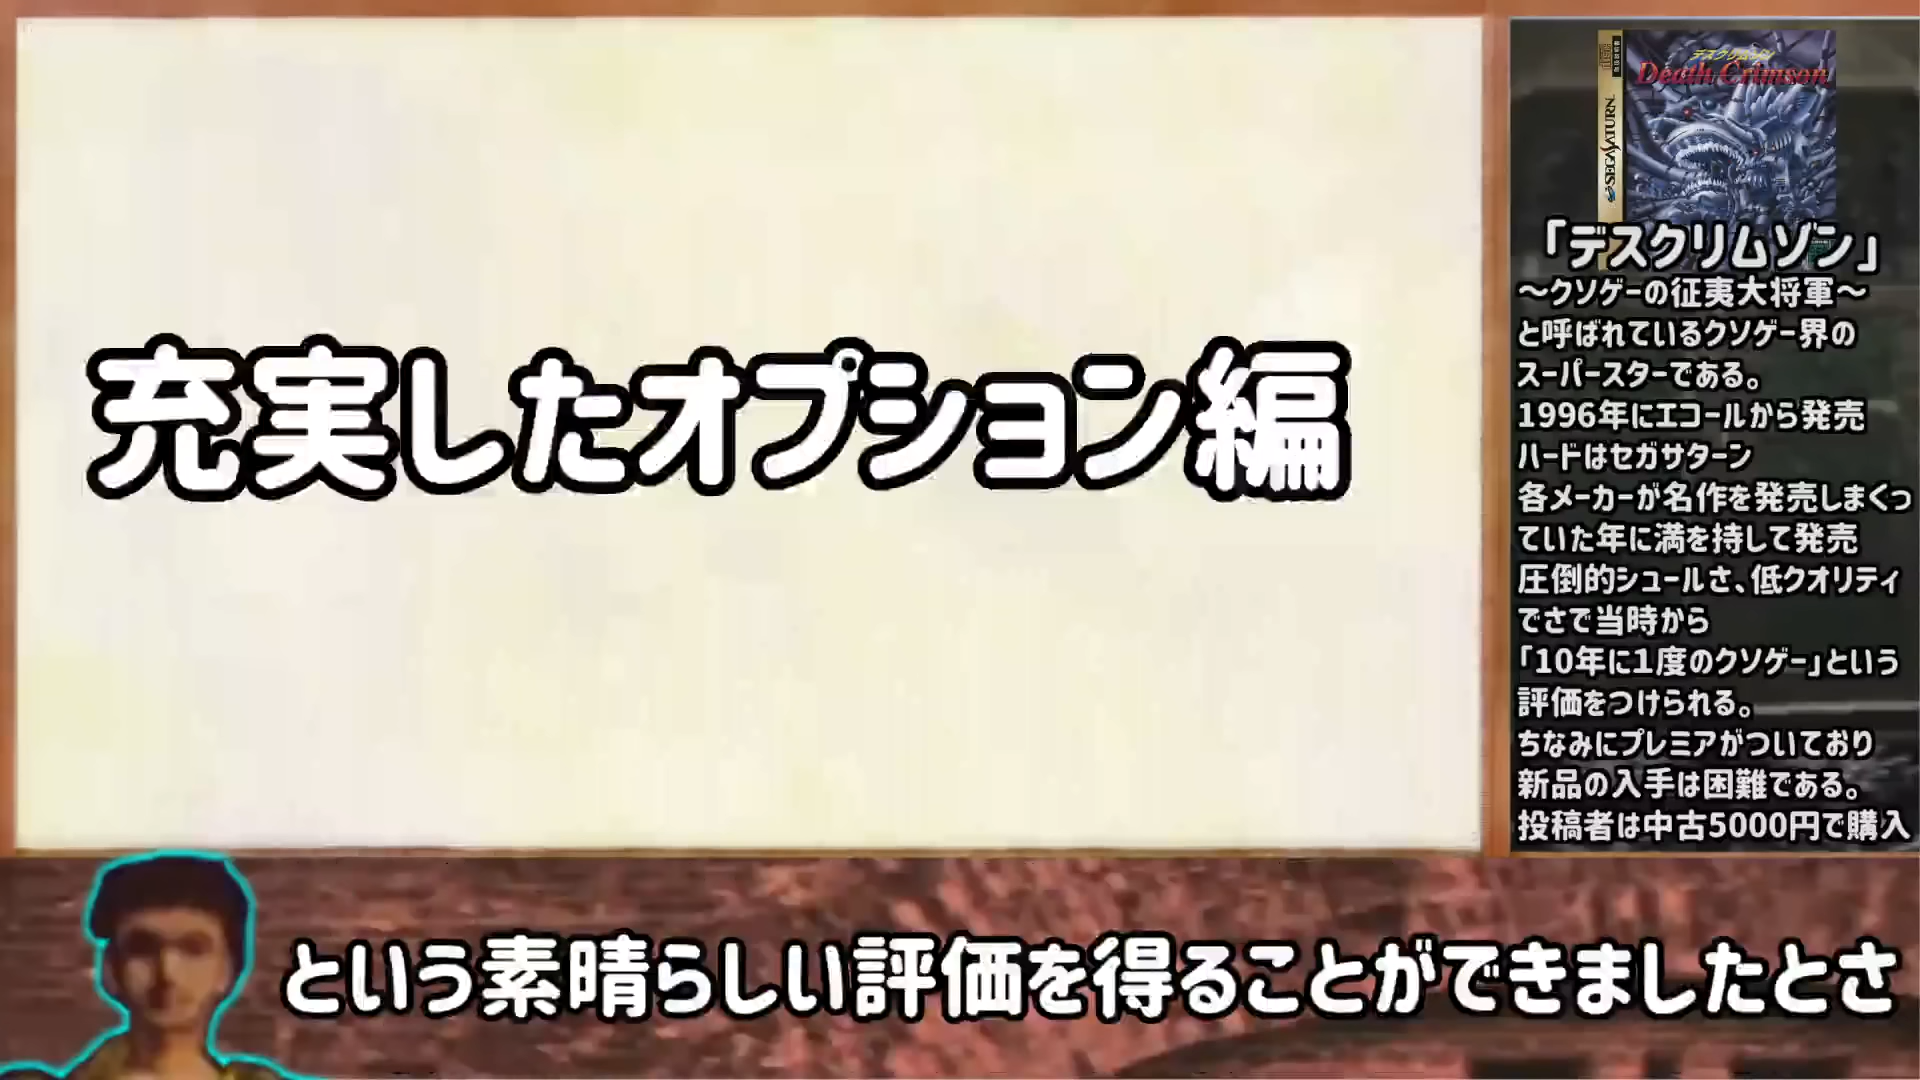 充実したオプション編
デスクリムゾン
Death Crimson
SEGA SATURN
「デスクリムゾン」
～クソゲーの征夷大将軍～
と呼ばれているクソゲー界の
スーパースターである。
1996年にエコールから発売
ハードはセガサターン
各メーカーが名作を発売しまくっ
ていた年に満を持して発売
圧倒的シュールさ、低クオリティ
でさで当時から
「10年に1度のクソゲー」という
評価をつけられる。
ちなみにプレミアがついており
新品の入手は困難である。
投稿者は中古5000円で購入
という素晴らしい評価を得ることができましたとさ